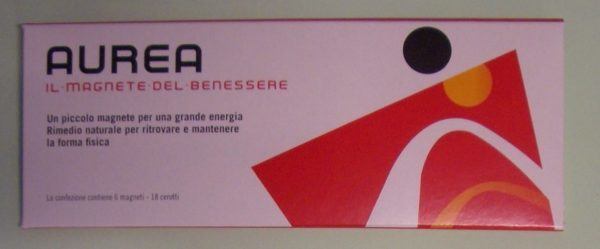 AUREA
IL·MAGNETE·DEL·BENESSERE
Un piccolo magnete per una grande energia
Rimedio naturale per ritrovare e mantenere
la forma fisica
La confezione contiene 6 magneti - 18 cerotti